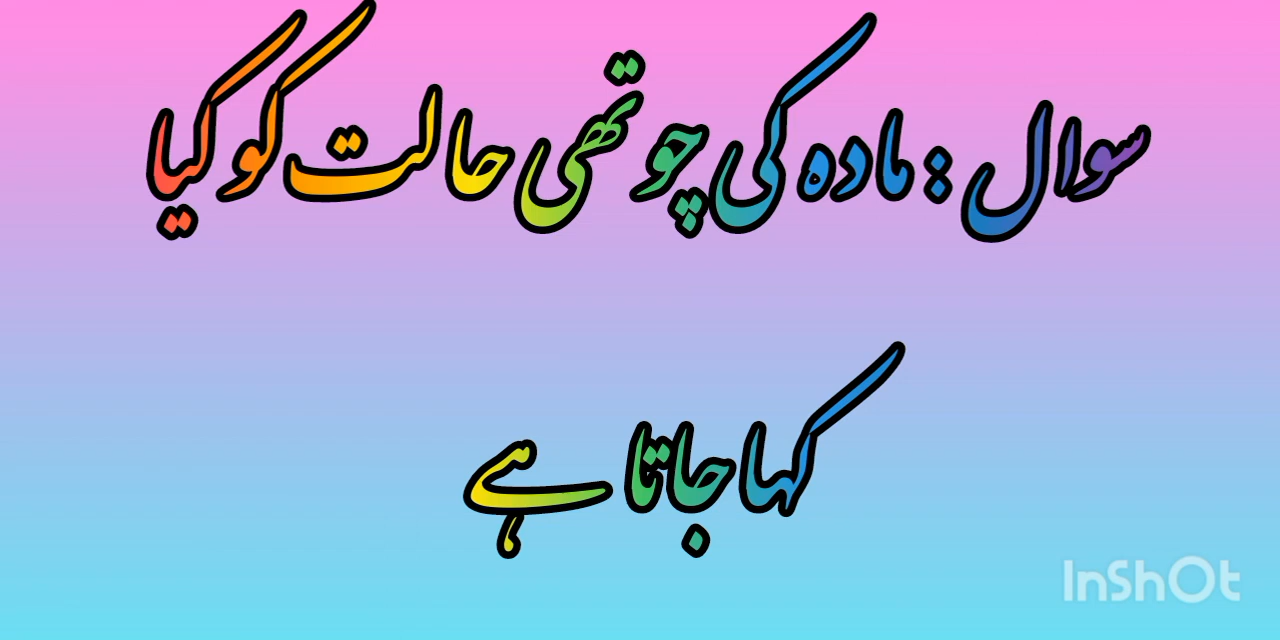 سوال : مادہ کی چوتھی حالت کو کیا
کہا جاتا ہے
InShOt